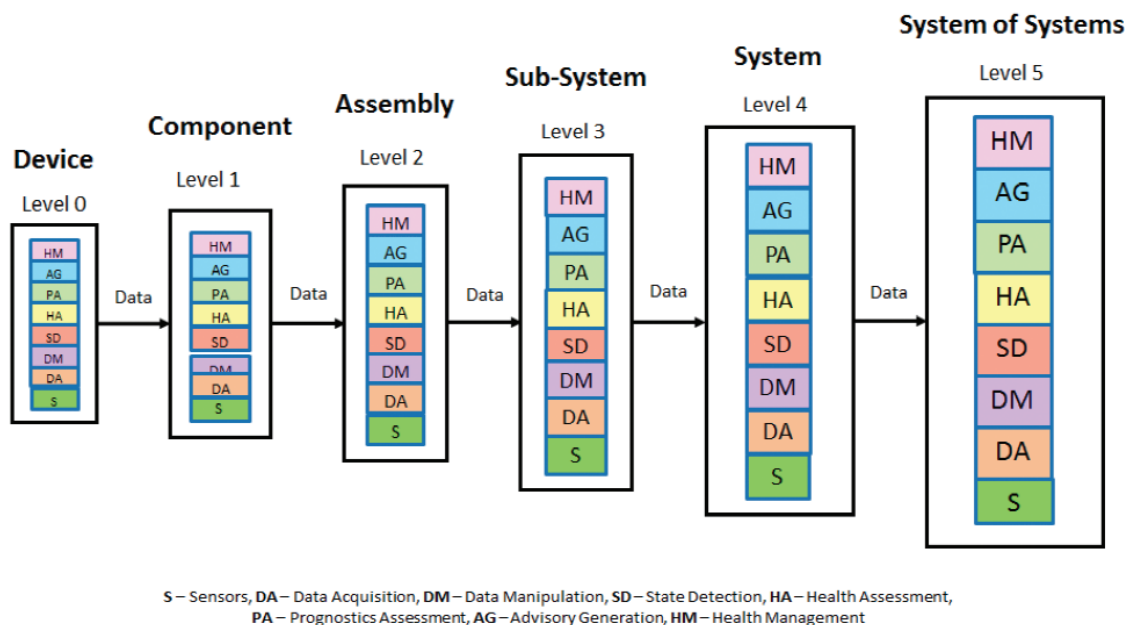 Device
Level 0
HM
AG
PA
HA
SD
DM
DA
S
Data
Component
Level 1
HM
AG
PA
HA
SD
DM
DA
S
Data
Assembly
Level 2
HM
AG
PA
HA
SD
DM
DA
S
Data
Sub-System
Level 3
HM
AG
PA
HA
SD
DM
DA
S
Data
System
Level 4
HM
AG
PA
HA
SD
DM
DA
S
Data
System of Systems
Level 5
HM
AG
PA
HA
SD
DM
DA
S
S – Sensors, DA – Data Acquisition, DM – Data Manipulation, SD – State Detection, HA – Health Assessment,
PA – Prognostics Assessment, AG – Advisory Generation, HM – Health Management